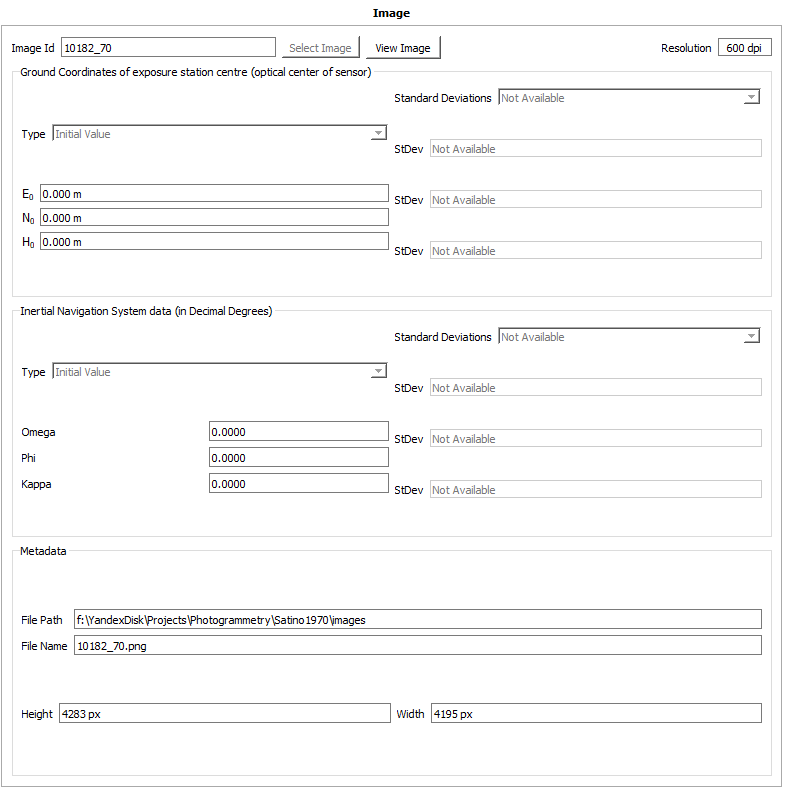 Image
Image Id 10182_70 Select Image View Image Resolution 600 dpi
Ground Coordinates of exposure station centre (optical center of sensor)
Standard Deviations Not Available
Type Initial Value
StDev Not Available
E0 0.000 m
StDev Not Available
N0 0.000 m
H0 0.000 m
StDev Not Available
Inertial Navigation System data (in Decimal Degrees)
Standard Deviations Not Available
Type Initial Value
StDev Not Available
Omega 0.0000
StDev Not Available
Phi 0.0000
Kappa 0.0000
StDev Not Available
Metadata
File Path f:\YandexDisk\Projects\Photogrammetry\Satino1970\images
File Name 10182_70.png
Height 4283 px Width 4195 px